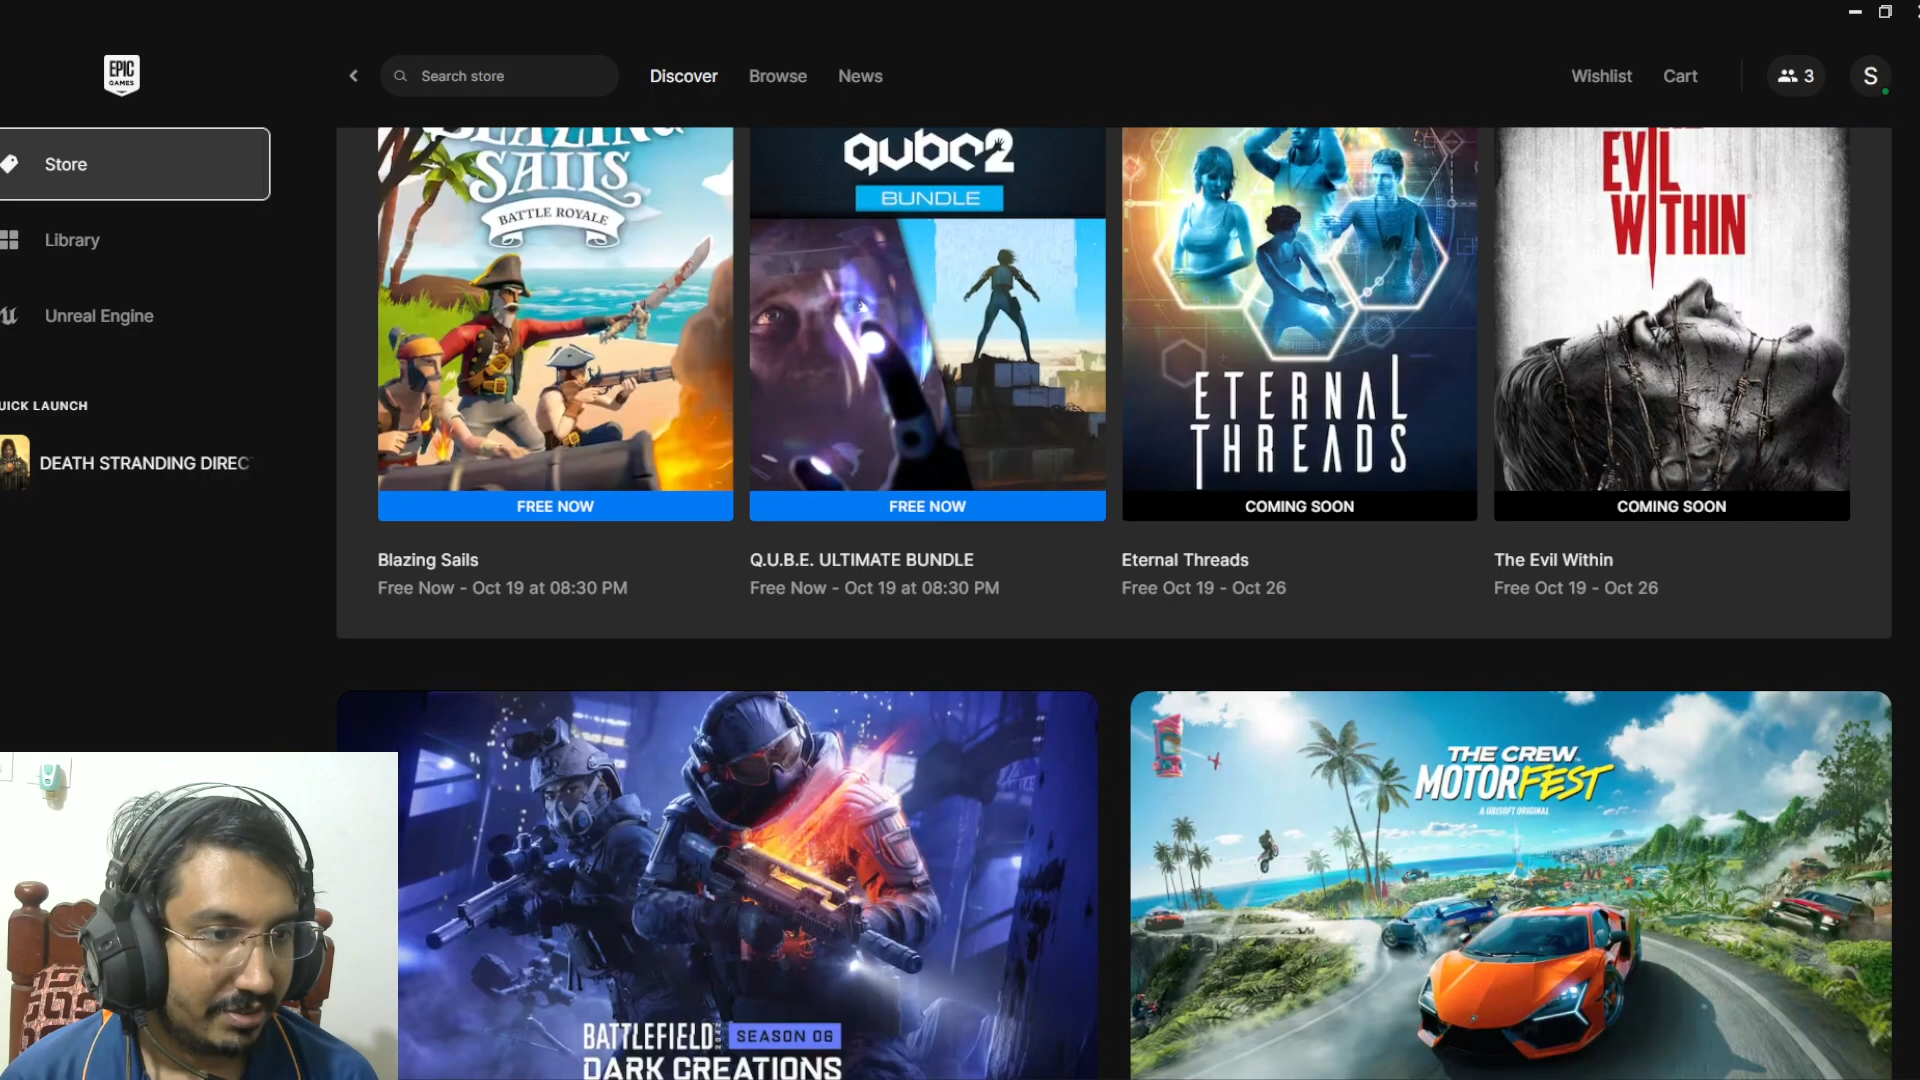 EPIC
GAMES
Search store
Discover
Browse
News
Wishlist
Cart
3
S
Store
Library
Unreal Engine
UICK LAUNCH
DEATH STRANDING DIREC
BLAZING
SAILS
BATTLE ROYALE
FREE NOW
Blazing Sails
Free Now - Oct 19 at 08:30 PM
QUBE2
BUNDLE
FREE NOW
Q.U.B.E. ULTIMATE BUNDLE
Free Now - Oct 19 at 08:30 PM
ETERNAL
THREADS
COMING SOON
Eternal Threads
Free Oct 19 - Oct 26
EVIL
WITHIN
COMING SOON
The Evil Within
Free Oct 19 - Oct 26
BATTLEFIELD
SEASON 06
DARK CREATIONS
THE CREW
MOTORFEST
A UBISOFT ORIGINAL